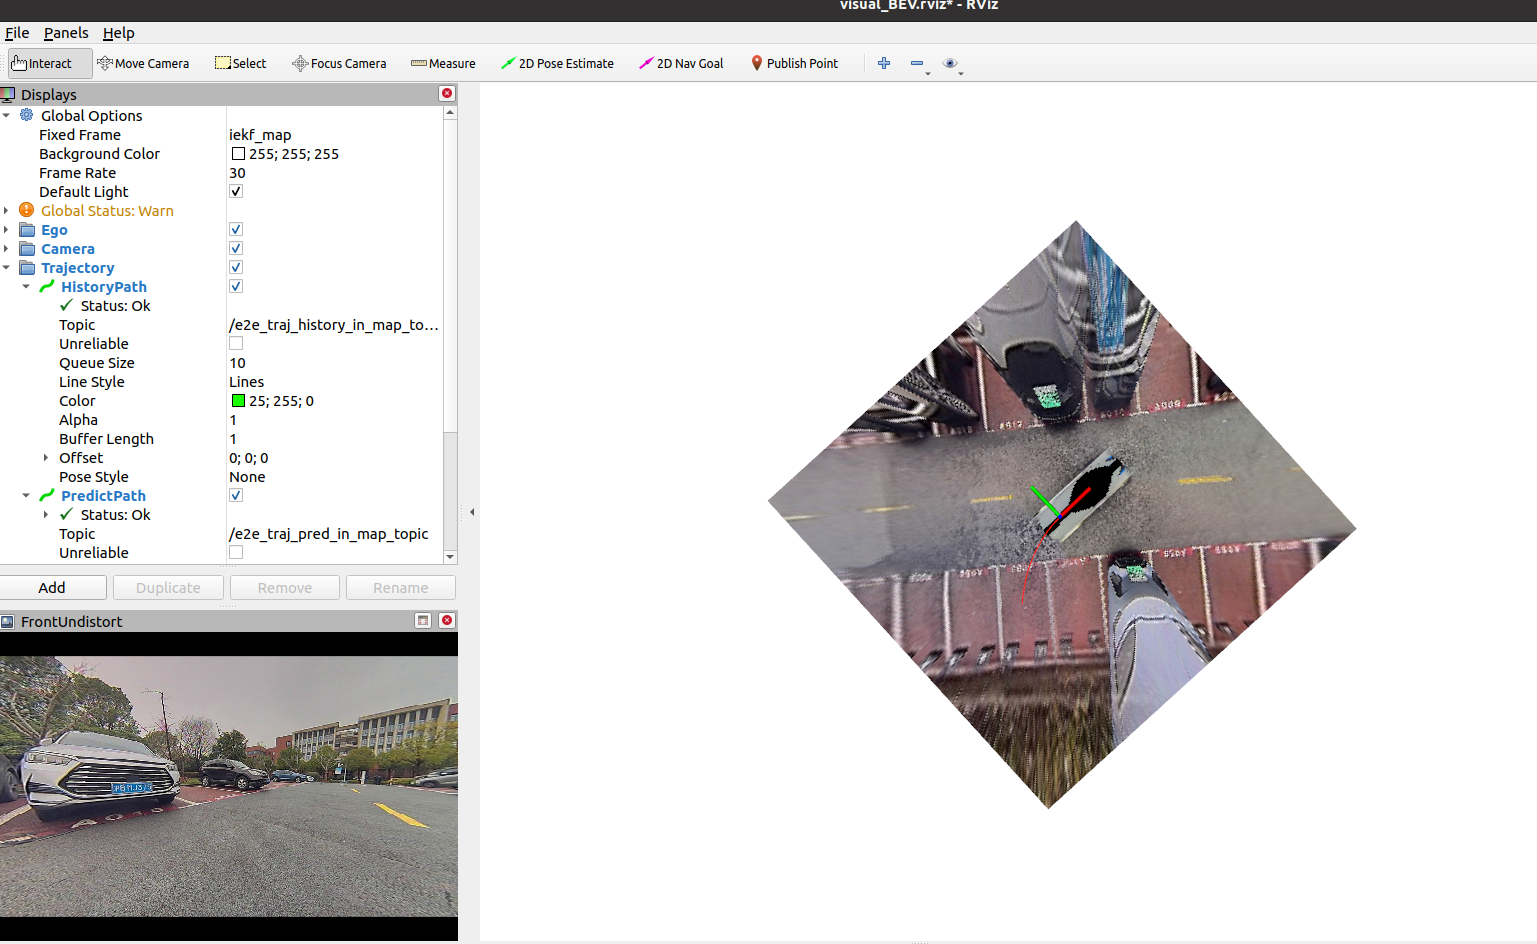 visual_BEV.rviz* - RViz
File Panels Help
Interact Move Camera Select Focus Camera Measure 2D Pose Estimate 2D Nav Goal Publish Point
Displays
Global Options
Fixed Frame iekf_map
Background Color 255; 255; 255
Frame Rate 30
Default Light
Global Status: Warn
Ego
Camera
Trajectory
HistoryPath
Status: Ok
Topic /e2e_traj_history_in_map_to...
Unreliable
Queue Size 10
Line Style Lines
Color 25; 255; 0
Alpha 1
Buffer Length 1
Offset 0; 0; 0
Pose Style None
PredictPath
Status: Ok
Topic /e2e_traj_pred_in_map_topic
Unreliable
Add Duplicate Remove Rename
FrontUndistort